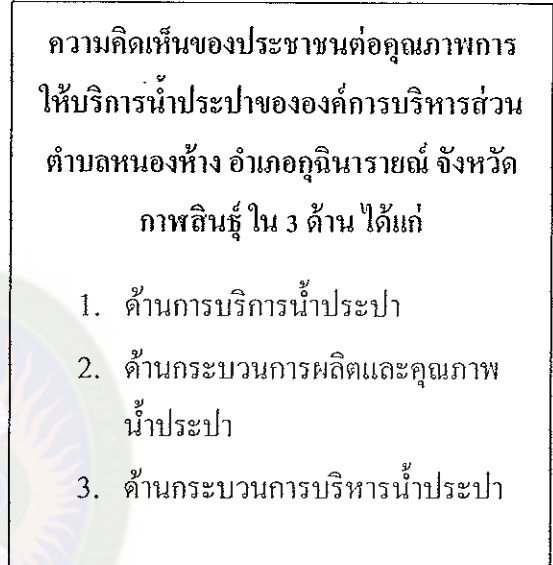 ความคิดเห็นของประชาชนต่อคุณภาพการ
ให้บริการน้ำประปาขององค์การบริหารส่วน
ตำบลหนองห้าง อำเภอกุฉินารายณ์ จังหวัด
กาฬสินธุ์ ใน 3 ด้าน ได้แก่
1. ด้านการบริการน้ำประปา
2. ด้านกระบวนการผลิตและคุณภาพ
น้ำประปา
3. ด้านกระบวนการบริหารน้ำประปา